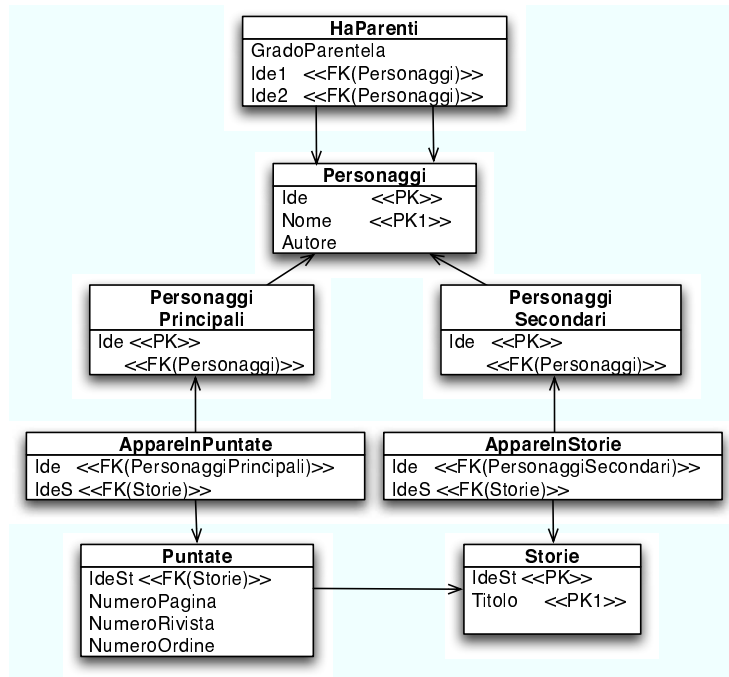 HaParenti
GradoParentela
Ide1 <<FK(Personaggi)>>
Ide2 <<FK(Personaggi)>>
Personaggi
Ide <<PK>>
Nome <<PK1>>
Autore
Personaggi
Principali
Ide <<PK>>
<<FK(Personaggi)>>
Personaggi
Secondari
Ide <<PK>>
<<FK(Personaggi)>>
AppareInPuntate
Ide <<FK(PersonaggiPrincipali)>>
IdeS <<FK(Storie)>>
AppareInStorie
Ide <<FK(PersonaggiSecondari)>>
IdeS <<FK(Storie)>>
Puntate
IdeSt <<FK(Storie)>>
NumeroPagina
NumeroRivista
NumeroOrdine
Storie
IdeSt <<PK>>
Titolo <<PK1>>